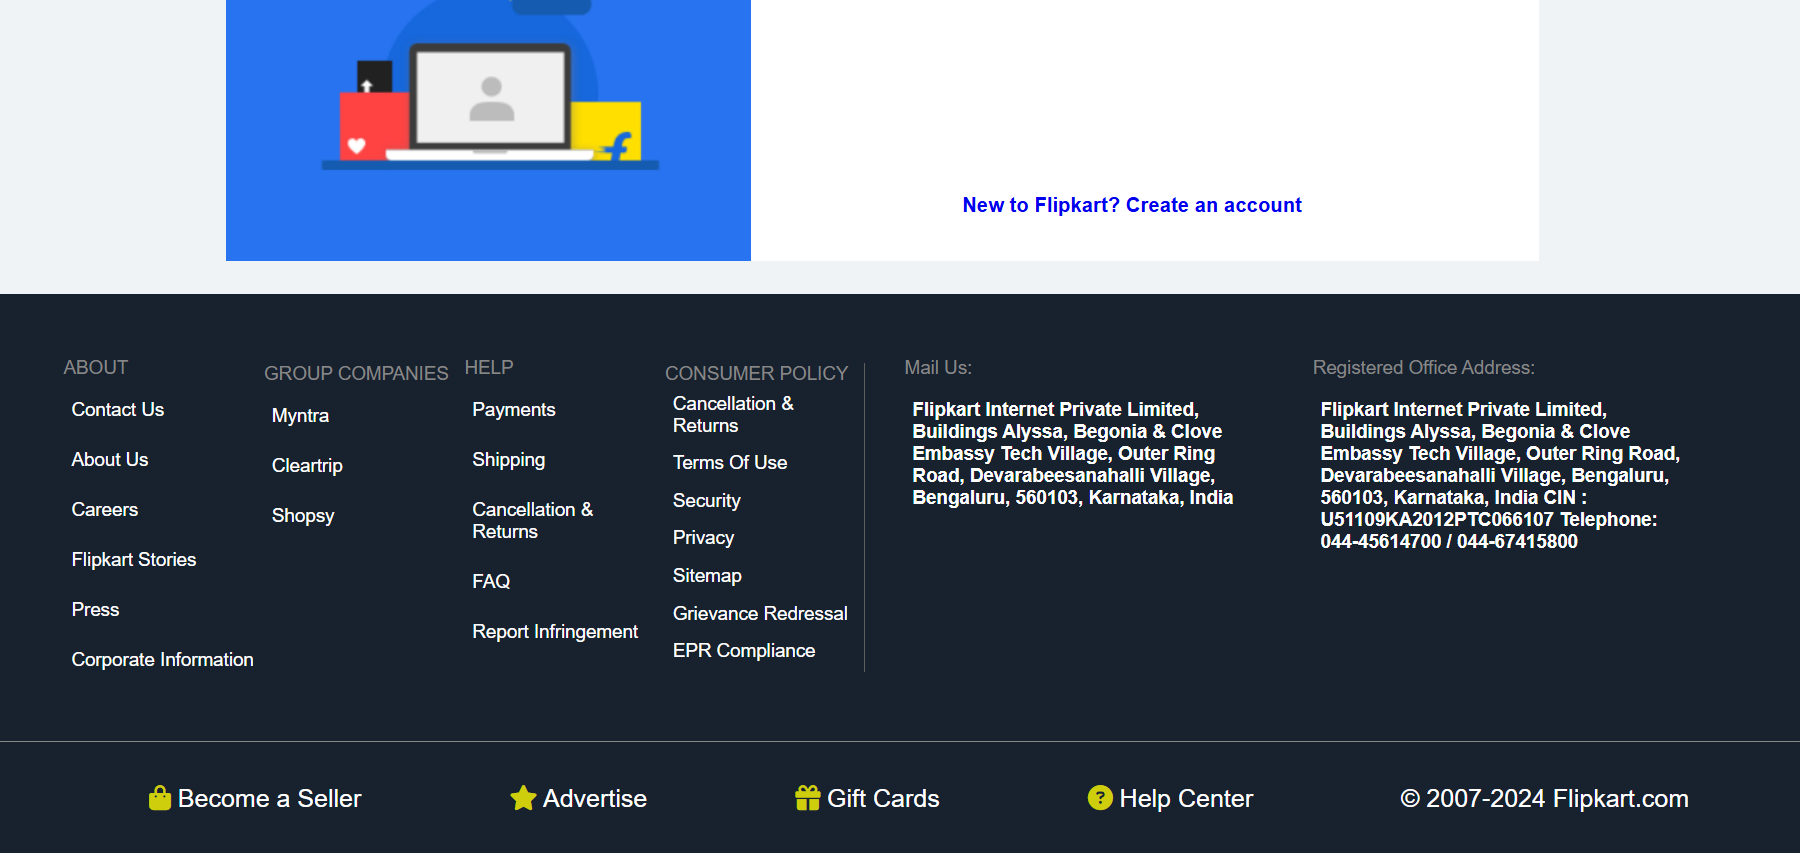 New to Flipkart? Create an account
ABOUT
Contact Us
About Us
Careers
Flipkart Stories
Press
Corporate Information
GROUP COMPANIES
Myntra
Cleartrip
Shopsy
HELP
Payments
Shipping
Cancellation &
Returns
FAQ
Report Infringement
CONSUMER POLICY
Cancellation &
Returns
Terms Of Use
Security
Privacy
Sitemap
Grievance Redressal
EPR Compliance
Mail Us:
Flipkart Internet Private Limited,
Buildings Alyssa, Begonia & Clove
Embassy Tech Village, Outer Ring
Road, Devarabeesanahalli Village,
Bengaluru, 560103, Karnataka, India
Registered Office Address:
Flipkart Internet Private Limited,
Buildings Alyssa, Begonia & Clove
Embassy Tech Village, Outer Ring Road,
Devarabeesanahalli Village, Bengaluru,
560103, Karnataka, India CIN :
U51109KA2012PTC066107 Telephone:
044-45614700 / 044-67415800
Become a Seller
Advertise
Gift Cards
Help Center
© 2007-2024 Flipkart.com